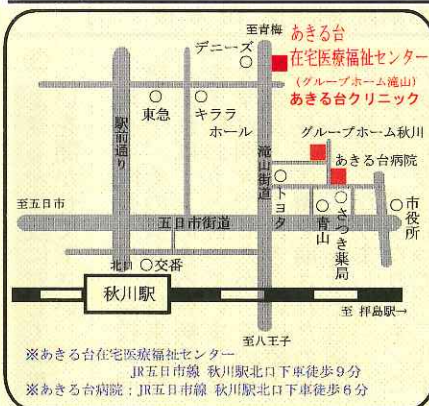 至青梅
あきる台
在宅医療福祉センター
(グループホーム滝山)
あきる台クリニック
デニーズ
東急
キララ
ホール
駅前通り
滝山街道
グループホーム秋川
あきる台病院
トヨタ
至五日市
五日市街道
青山
さつき薬局
市役所
北口
交番
秋川駅
至 拝島駅→
至八王子
※あきる台在宅医療福祉センター
JR五日市線 秋川駅北口下車徒歩9分
※あきる台病院:JR五日市線 秋川駅北口下車徒歩6分